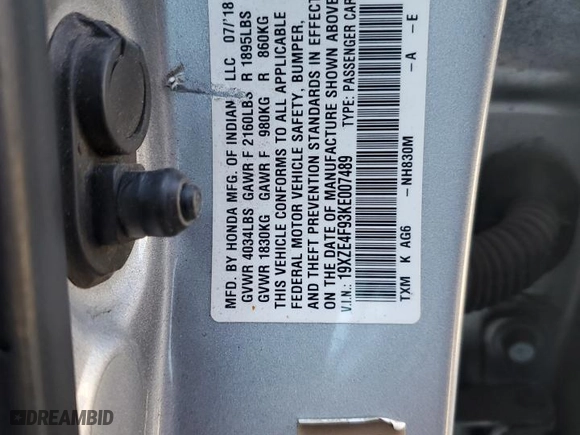 MFD. BY HONDA MFG. OF INDIANA LLC 07/18
GVWR 4034LBS GAWR F 2160LBS R 1895LBS
GVWR 1830KG GAWR F 980KG R 860KG
THIS VEHICLE CONFORMS TO ALL APPLICABLE
FEDERAL MOTOR VEHICLE SAFETY, BUMPER,
AND THEFT PREVENTION STANDARDS IN EFFECT
ON THE DATE OF MANUFACTURE SHOWN ABOVE
V.I.N.: 19XZE4F93KE007489 TYPE: PASSENGER CAR
TXM K AG6 -NH830M -A -E
DREAMBID